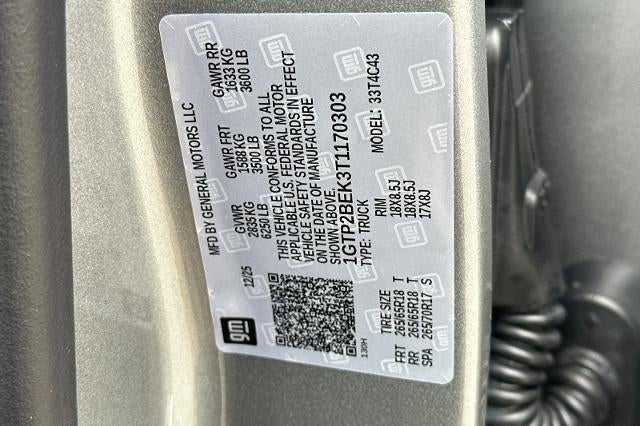 gm
MFD BY GENERAL MOTORS LLC
12/25 GVWR GAWR FRT GAWR RR
2835 KG 1588 KG 1633 KG
6250 LB 3500 LB 3600 LB
THIS VEHICLE CONFORMS TO ALL
APPLICABLE U.S. FEDERAL MOTOR
VEHICLE SAFETY STANDARDS IN EFFECT
ON THE DATE OF MANUFACTURE
SHOWN ABOVE.
1GTP2BEK3T1170303
TYPE: TRUCK MODEL: 33T4C43
130H
TIRE SIZE RIM
FRT 265/65R18 T 18X8.5J
RR 265/65R18 T 18X8.5J
SPA 265/70R17 S 17X8J